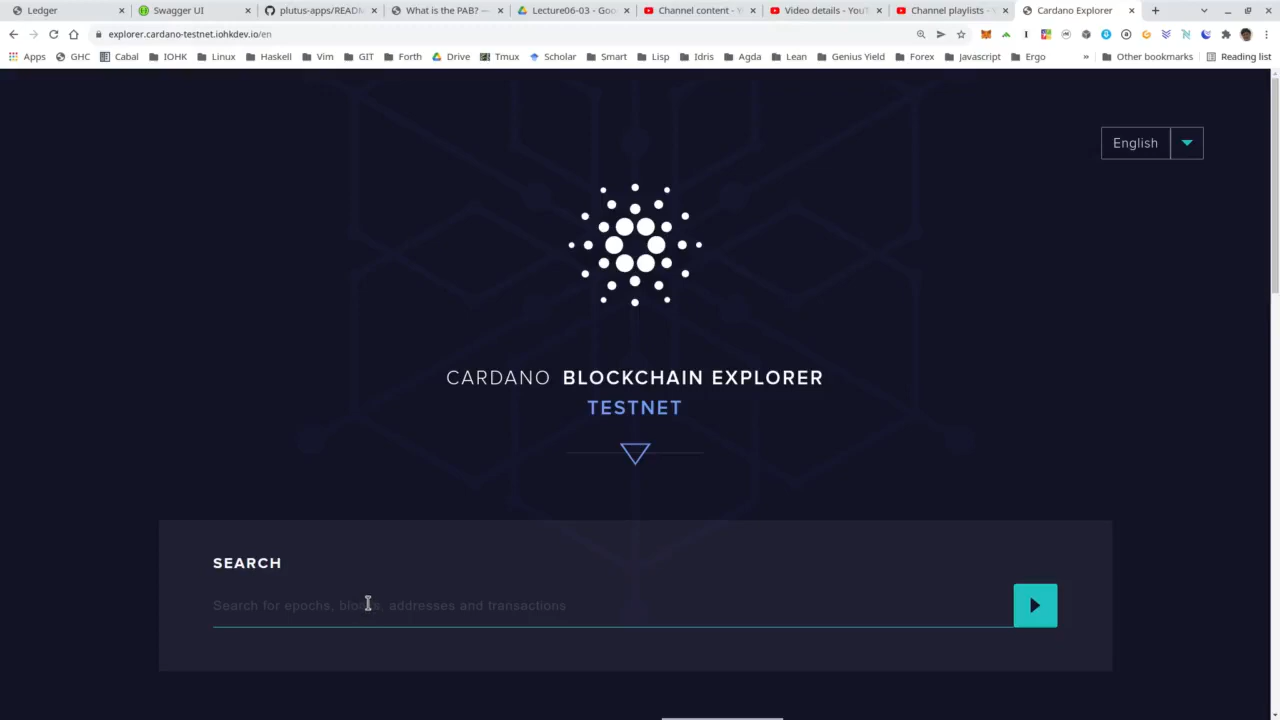 Ledger
Swagger UI
plutus-apps/READM
What is the PAB? —
Lecture06-03 - Goo
Channel content - Y
Video details - YouT
Channel playlists -
Cardano Explorer
explorer.cardano-testnet.iohkdev.io/en
Apps
GHC
Cabal
IOHK
Linux
Haskell
Vim
GIT
Forth
Drive
Tmux
Scholar
Smart
Lisp
Idris
Agda
Lean
Genius Yield
Forex
Javascript
Ergo
»
Other bookmarks
Reading list
English
CARDANO BLOCKCHAIN EXPLORER
TESTNET
SEARCH
Search for epochs, blocks, addresses and transactions